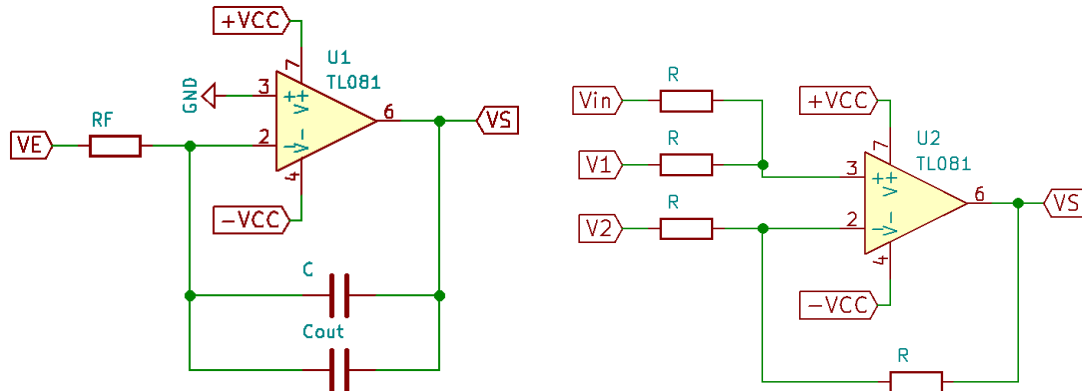 +VCC
U1
TL081
7
3
GND
V+
6
VS
RF
VE
2
V-
4
-VCC
C
Cout
R
Vin
+VCC
7
U2
TL081
R
V1
3
V+
6
VS
R
V2
2
V-
4
-VCC
R